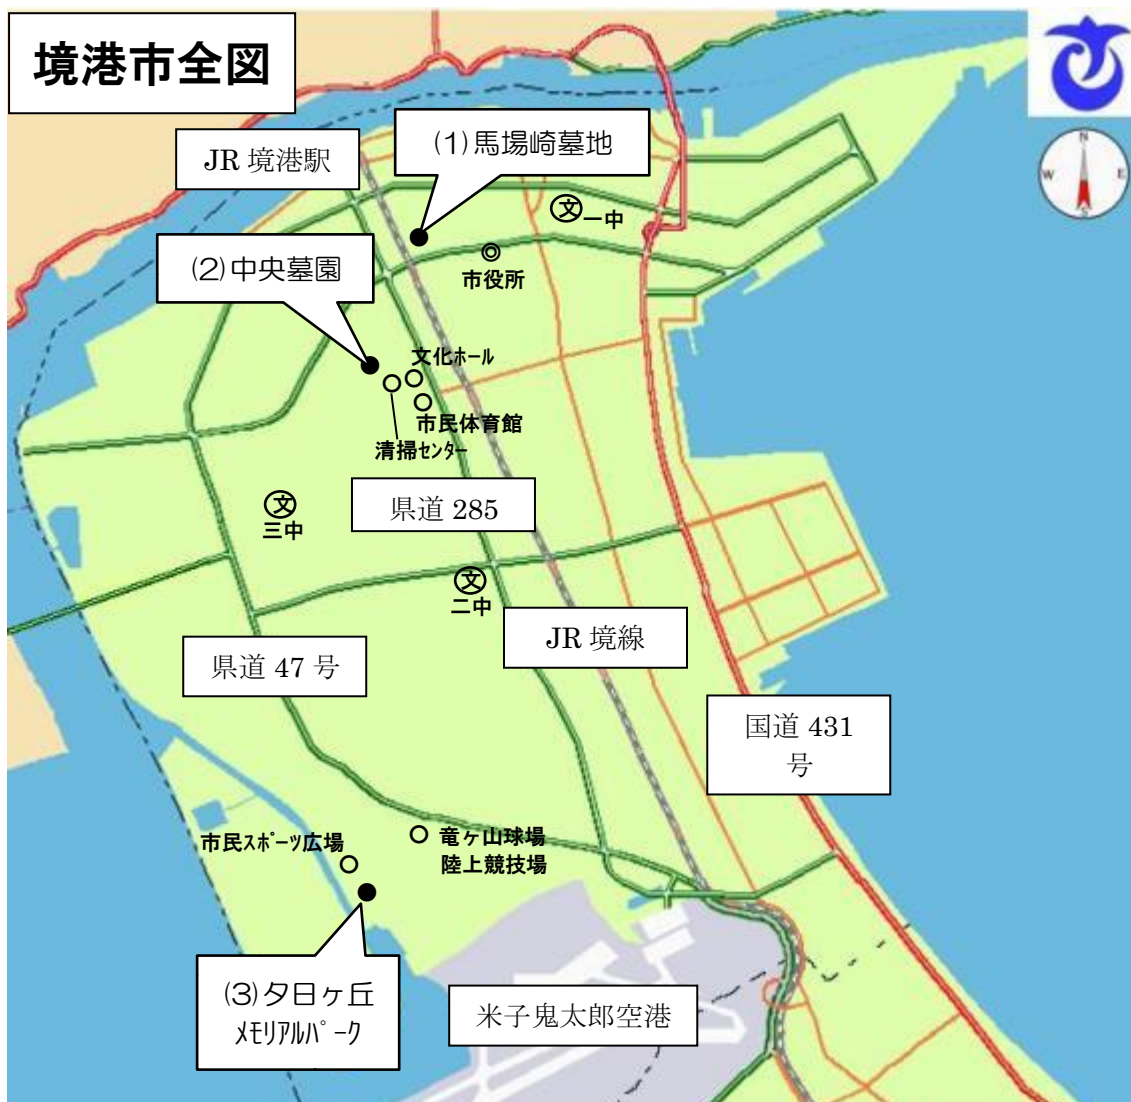 境港市全図
N
W
E
S
JR 境港駅
(1)馬場崎墓地
文
一中
(2)中央墓園
市役所
文化ホール
市民体育館
清掃センター
県道 285
文
三中
文
二中
JR 境線
県道 47 号
国道 431
号
市民スポーツ広場
竜ヶ山球場
陸上競技場
(3)夕日ヶ丘
メモリアルパーク
米子鬼太郎空港